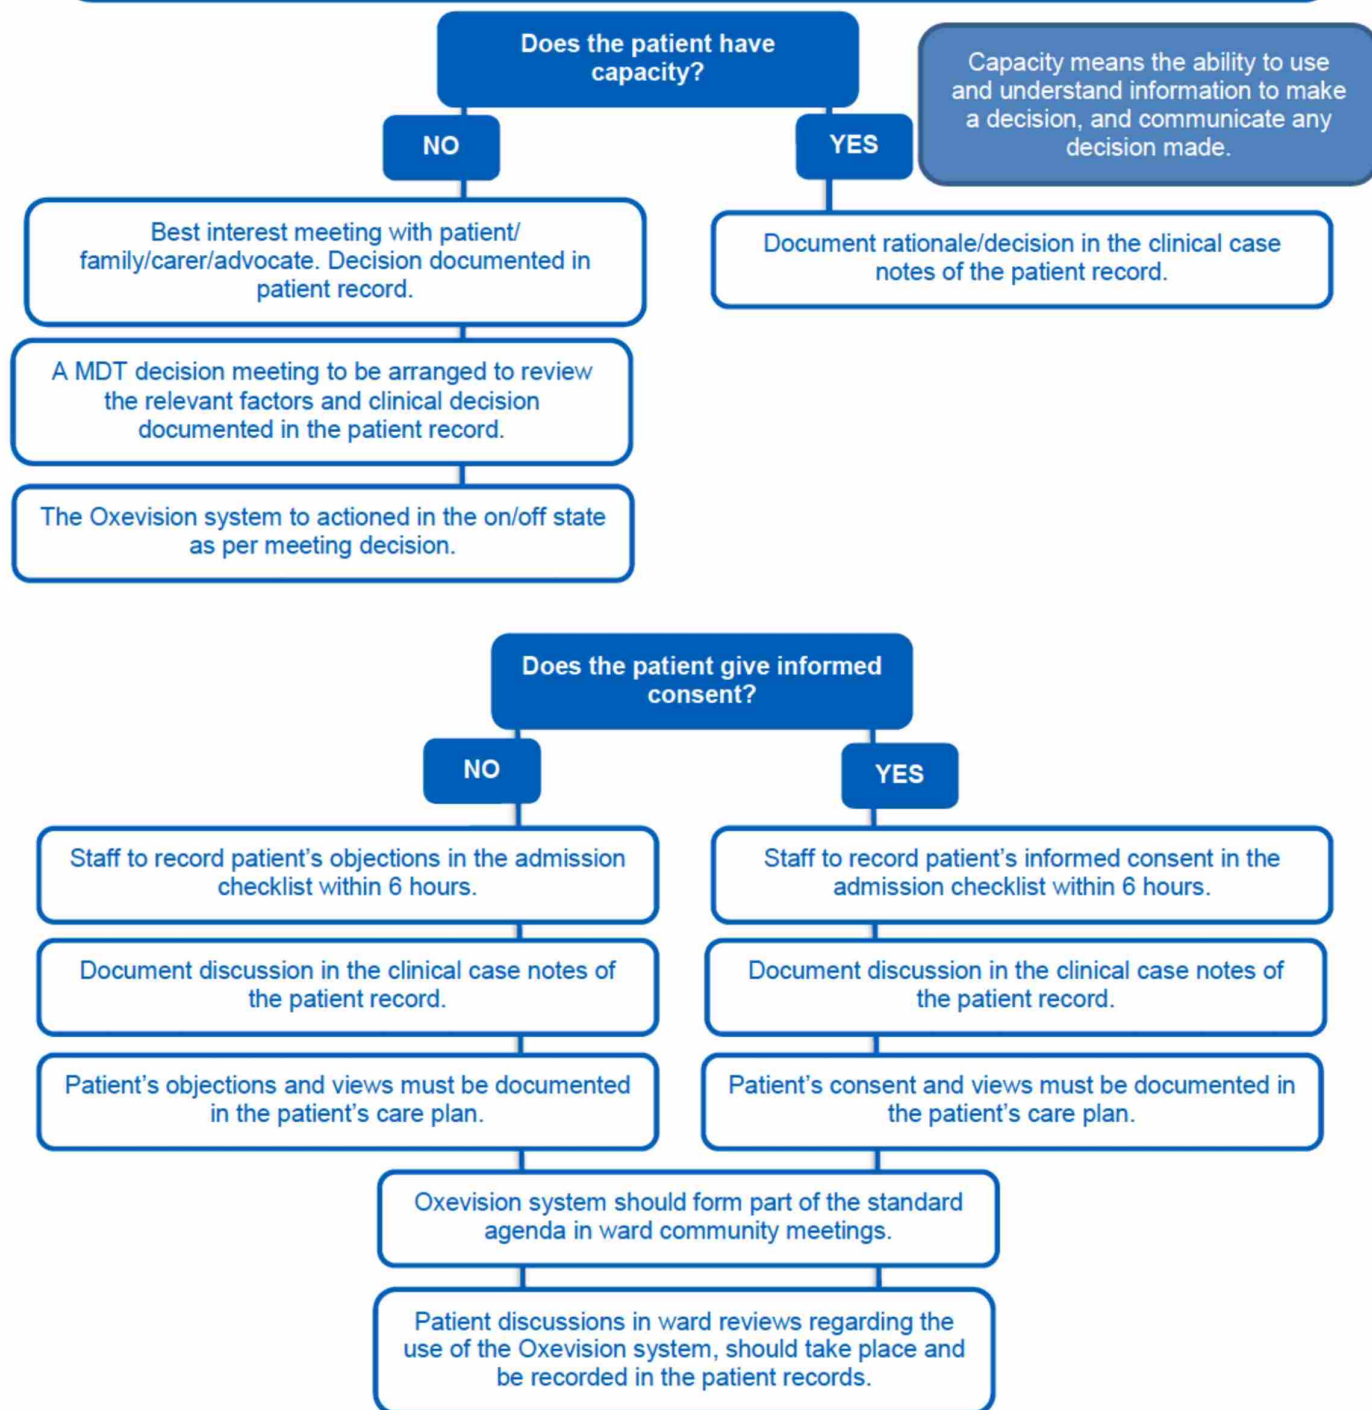 Does the patient have
capacity?
Capacity means the ability to use
and understand information to make
a decision, and communicate any
decision made.
NO
YES
Best interest meeting with patient/
family/carer/advocate. Decision documented in
patient record.
Document rationale/decision in the clinical case
notes of the patient record.
A MDT decision meeting to be arranged to review
the relevant factors and clinical decision
documented in the patient record.
The Oxevision system to actioned in the on/off state
as per meeting decision.
Does the patient give informed
consent?
NO
YES
Staff to record patient's objections in the admission
checklist within 6 hours.
Staff to record patient's informed consent in the
admission checklist within 6 hours.
Document discussion in the clinical case notes of
the patient record.
Document discussion in the clinical case notes of
the patient record.
Patient's objections and views must be documented
in the patient's care plan.
Patient's consent and views must be documented in
the patient's care plan.
Oxevision system should form part of the standard
agenda in ward community meetings.
Patient discussions in ward reviews regarding the
use of the Oxevision system, should take place and
be recorded in the patient records.